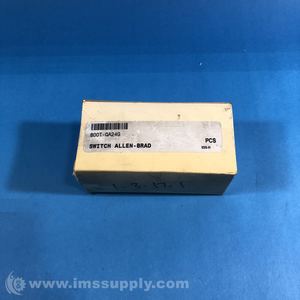 800T-QA24G
SWITCH ALLEN-BRAD
PCS
www.imssupply.com